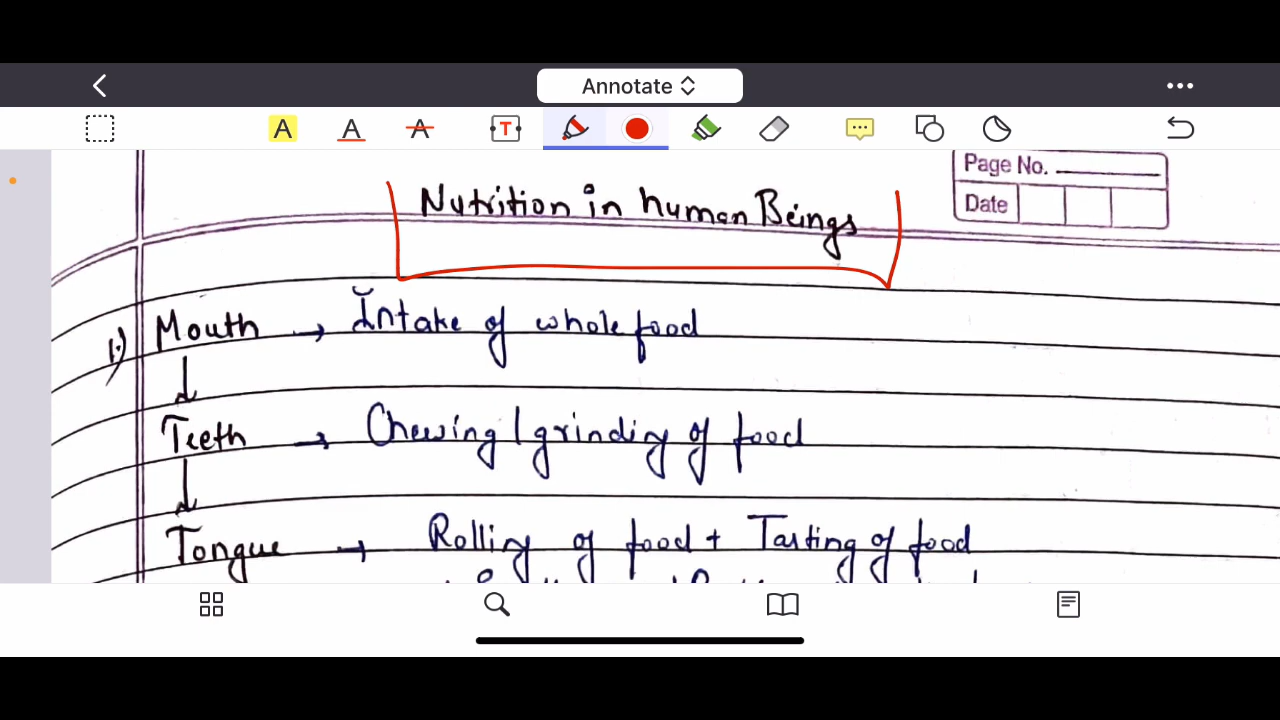 Annotate
A A A T
Page No.
Date
Nutrition in human Beings
1.) Mouth → Intake of whole food
↓
Teeth → Chewing / grinding of food
↓
Tongue → Rolling of food + Tasting of food